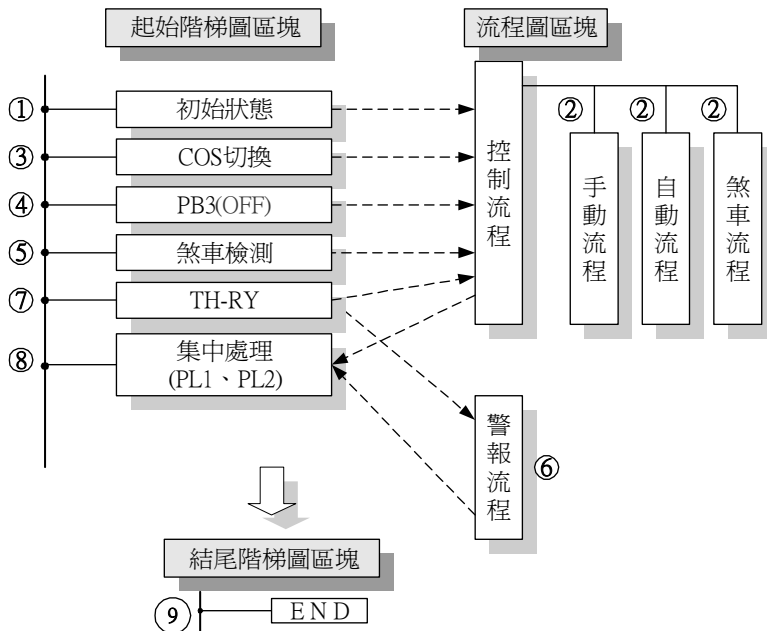 起始階梯圖區塊
流程圖區塊
① 初始狀態
③ COS切換
④ PB3(OFF)
⑤ 煞車檢測
⑦ TH-RY
⑧ 集中處理
(PL1、PL2)
控制流程
② ② ②
手動流程
自動流程
煞車流程
警報流程
⑥
結尾階梯圖區塊
⑨ END